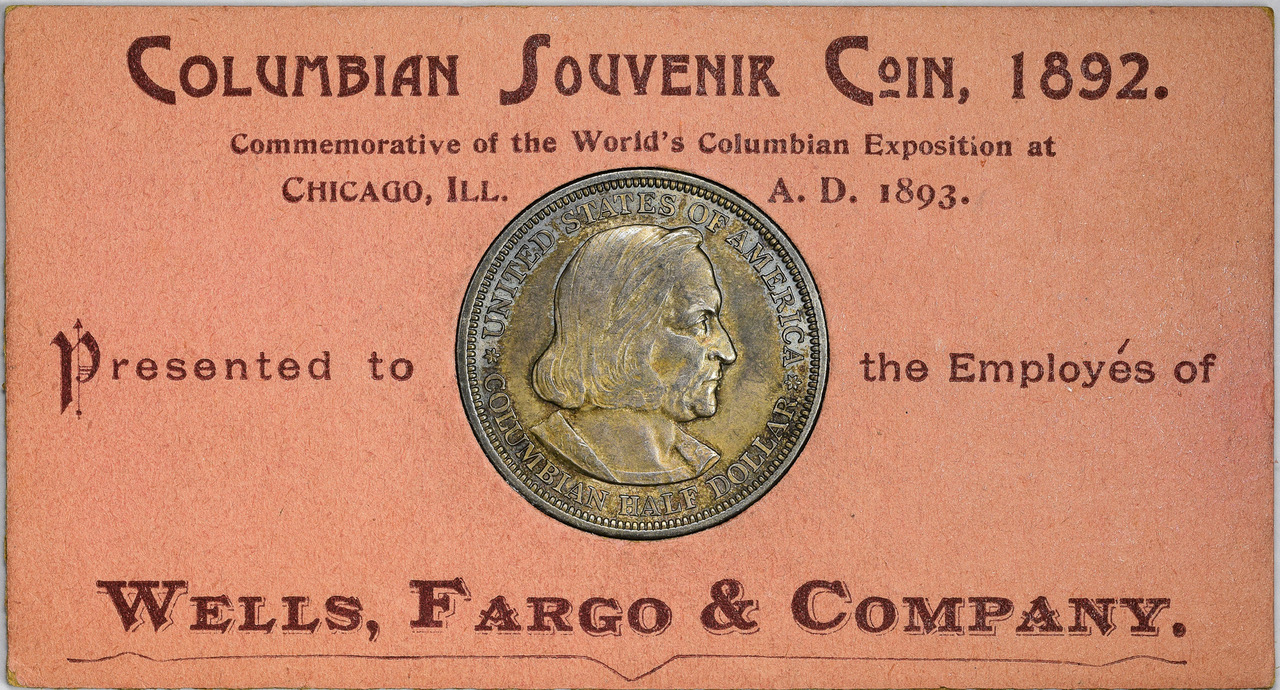 COLUMBIAN SOUVENIR COIN, 1892.
Commemorative of the World's Columbian Exposition at
CHICAGO, ILL. A. D. 1893.
UNITED STATES OF AMERICA
COLUMBIAN HALF DOLLAR
Presented to the Employés of
WELLS, FARGO & COMPANY.